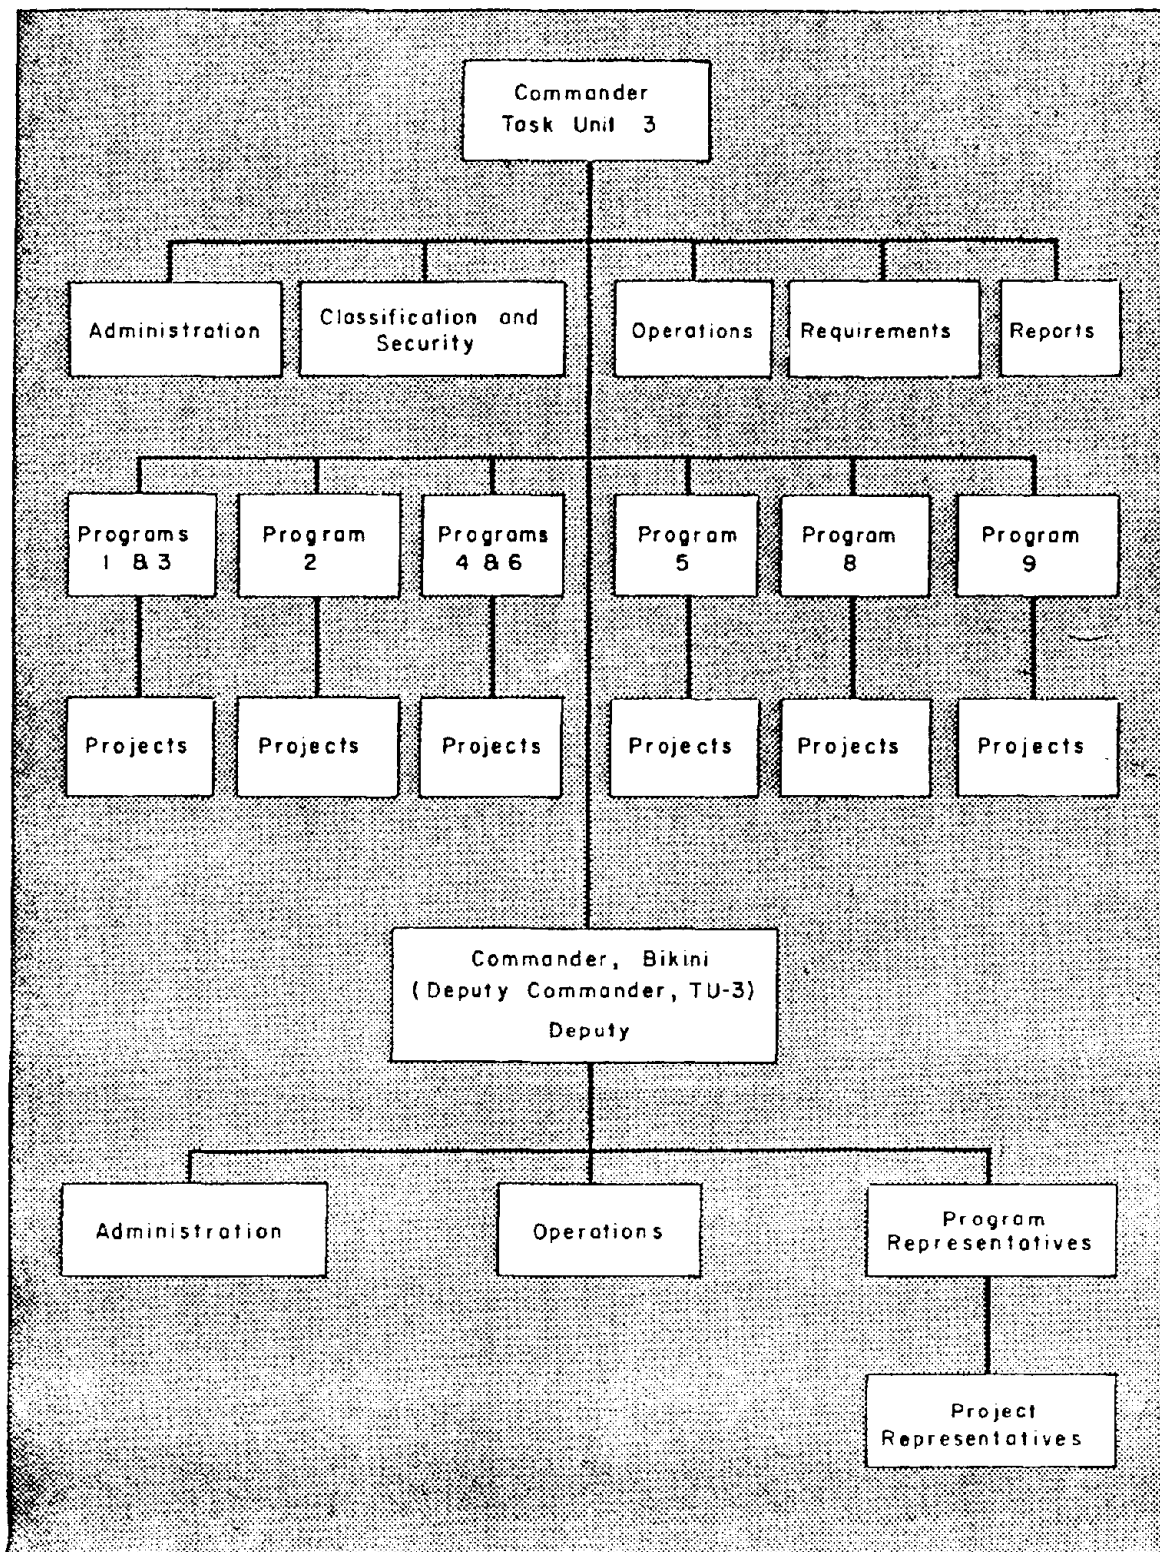 Commander
Task Unit 3
Administration
Classification and
Security
Operations
Requirements
Reports
Programs
1 & 3
Program
2
Programs
4 & 6
Program
5
Program
8
Program
9
Projects
Projects
Projects
Projects
Projects
Projects
Commander, Bikini
(Deputy Commander, TU-3)
Deputy
Administration
Operations
Program
Representatives
Project
Representatives